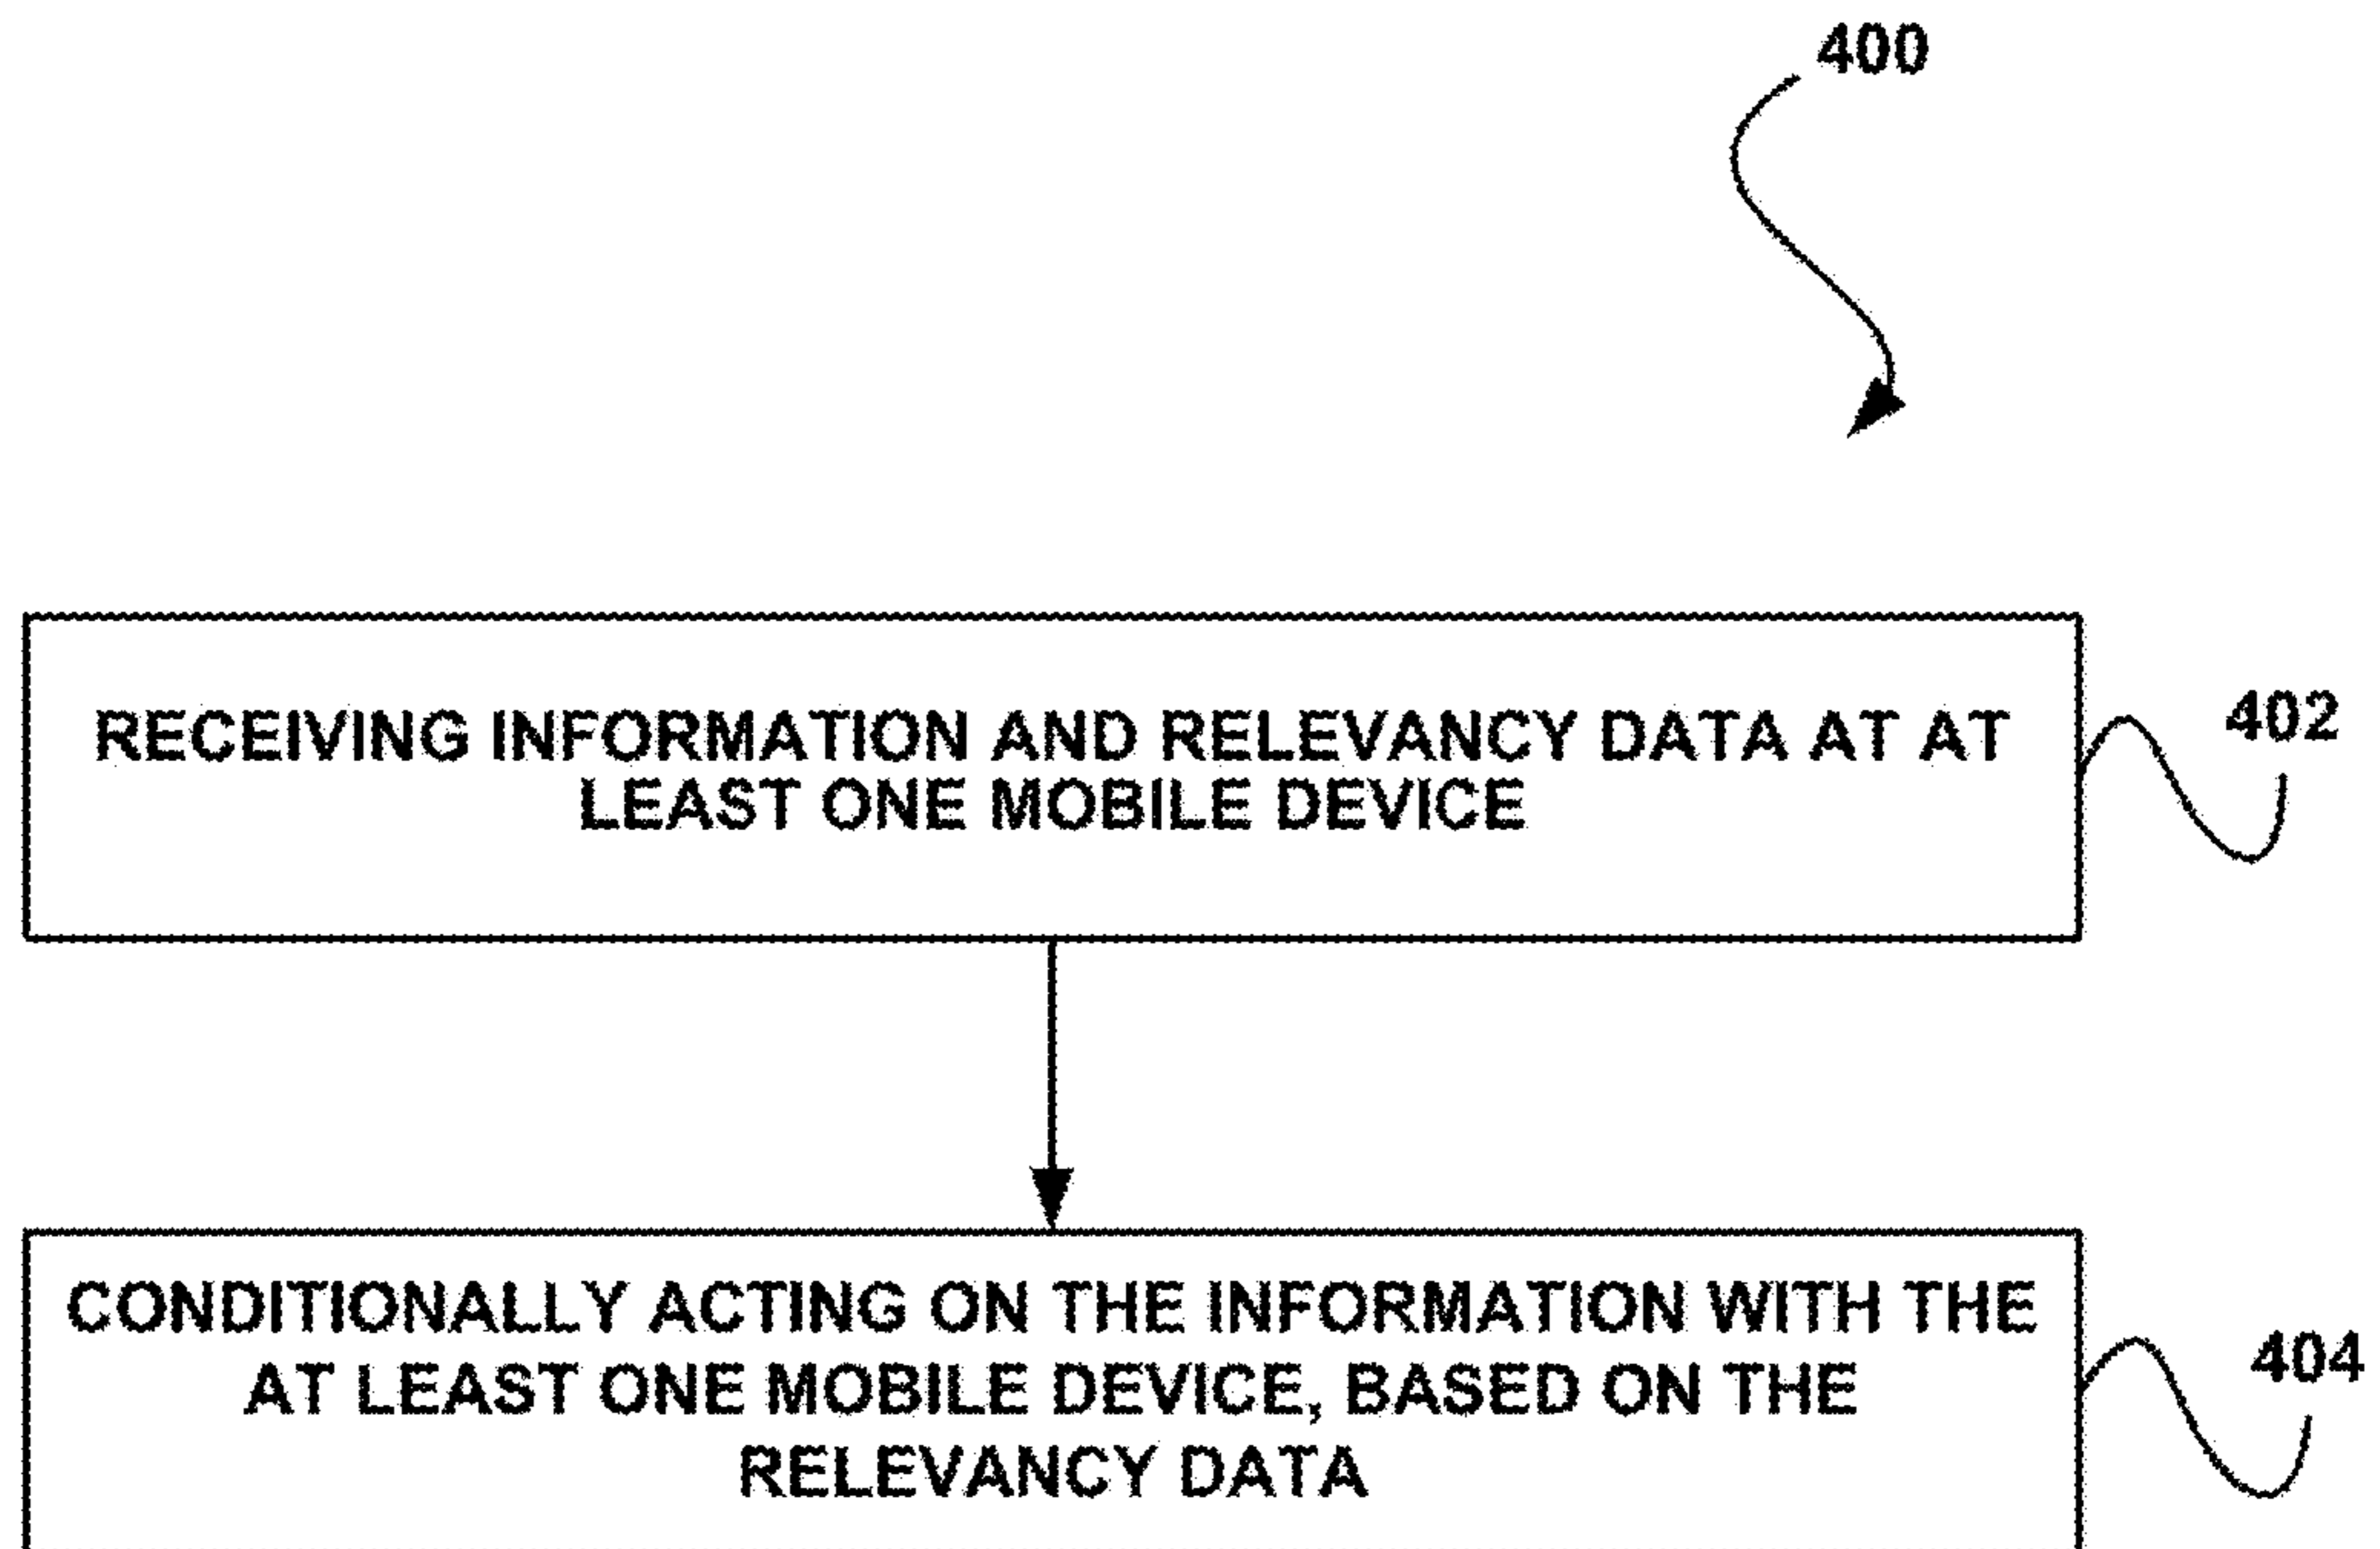 400
RECEIVING INFORMATION AND RELEVANCY DATA AT AT
LEAST ONE MOBILE DEVICE
402
CONDITIONALLY ACTING ON THE INFORMATION WITH THE
AT LEAST ONE MOBILE DEVICE, BASED ON THE
RELEVANCY DATA
404